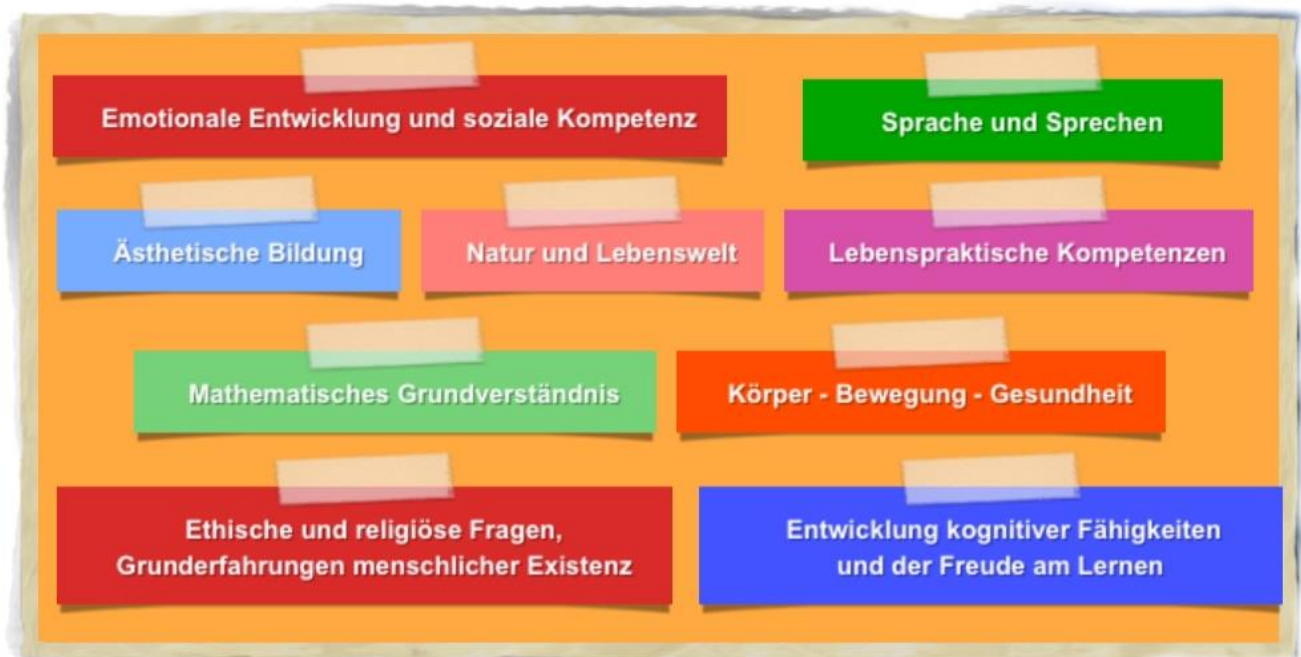 Emotionale Entwicklung und soziale Kompetenz
Sprache und Sprechen
Ästhetische Bildung
Natur und Lebenswelt
Lebenspraktische Kompetenzen
Mathematisches Grundverständnis
Körper - Bewegung - Gesundheit
Ethische und religiöse Fragen,
Grunderfahrungen menschlicher Existenz
Entwicklung kognitiver Fähigkeiten
und der Freude am Lernen